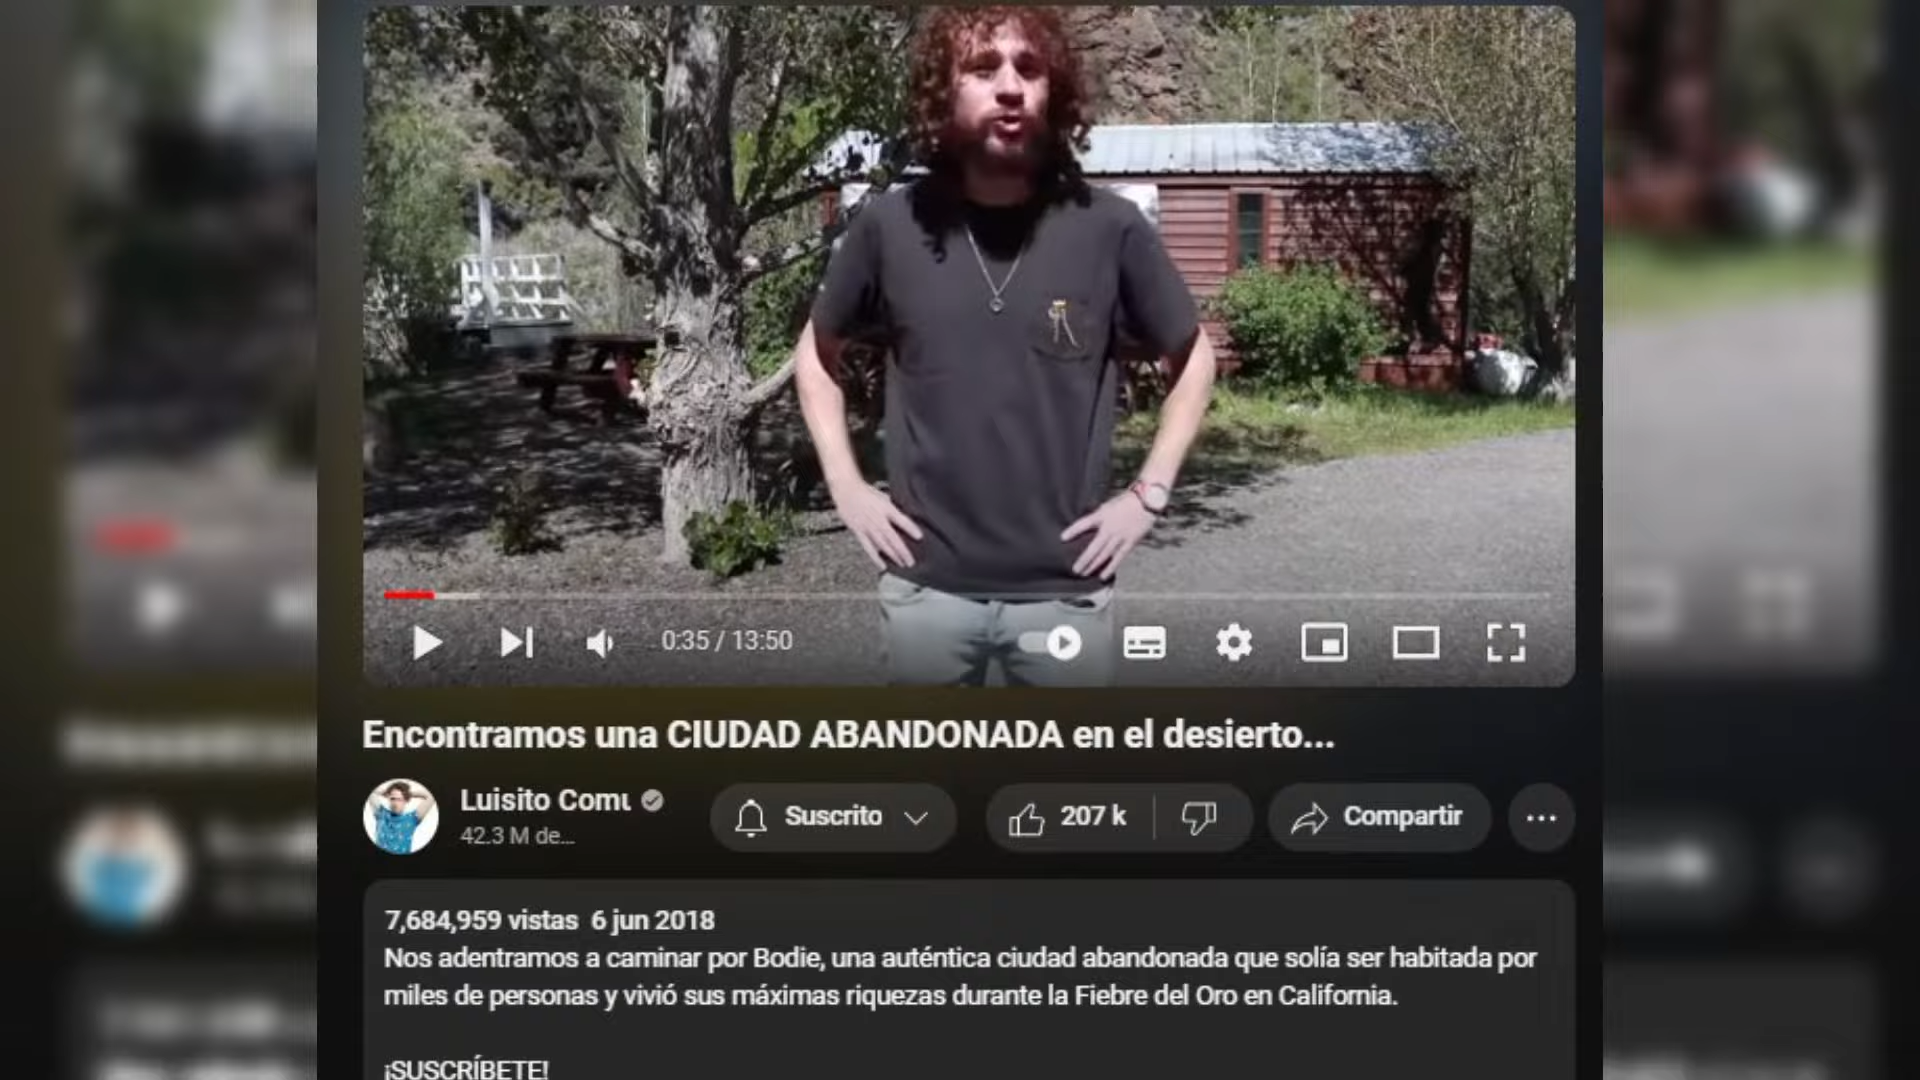 0:35 / 13:50
Encontramos una CIUDAD ABANDONADA en el desierto...
Luisito Comu
42.3 M de...
Suscrito
207 k
Compartir
7,684,959 vistas 6 jun 2018
Nos adentramos a caminar por Bodie, una auténtica ciudad abandonada que solía ser habitada por
miles de personas y vivió sus máximas riquezas durante la Fiebre del Oro en California.
¡SUSCRÍBETE!